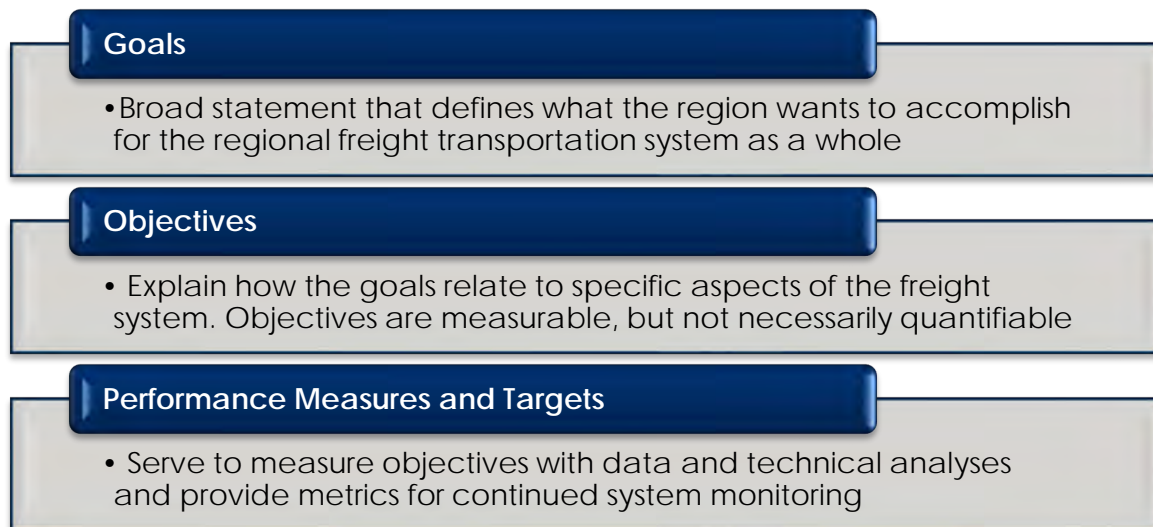 Goals
•Broad statement that defines what the region wants to accomplish
for the regional freight transportation system as a whole
Objectives
• Explain how the goals relate to specific aspects of the freight
system. Objectives are measurable, but not necessarily quantifiable
Performance Measures and Targets
• Serve to measure objectives with data and technical analyses
and provide metrics for continued system monitoring